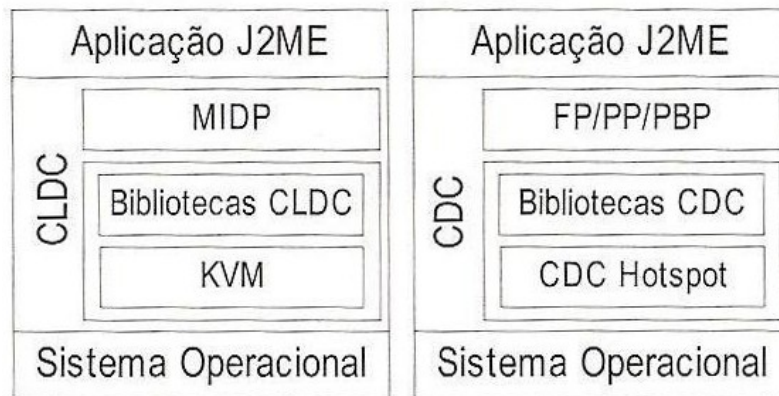 Aplicação J2ME
MIDP
CLDC
Bibliotecas CLDC
KVM
Sistema Operacional
Aplicação J2ME
FP/PP/PBP
CDC
Bibliotecas CDC
CDC Hotspot
Sistema Operacional